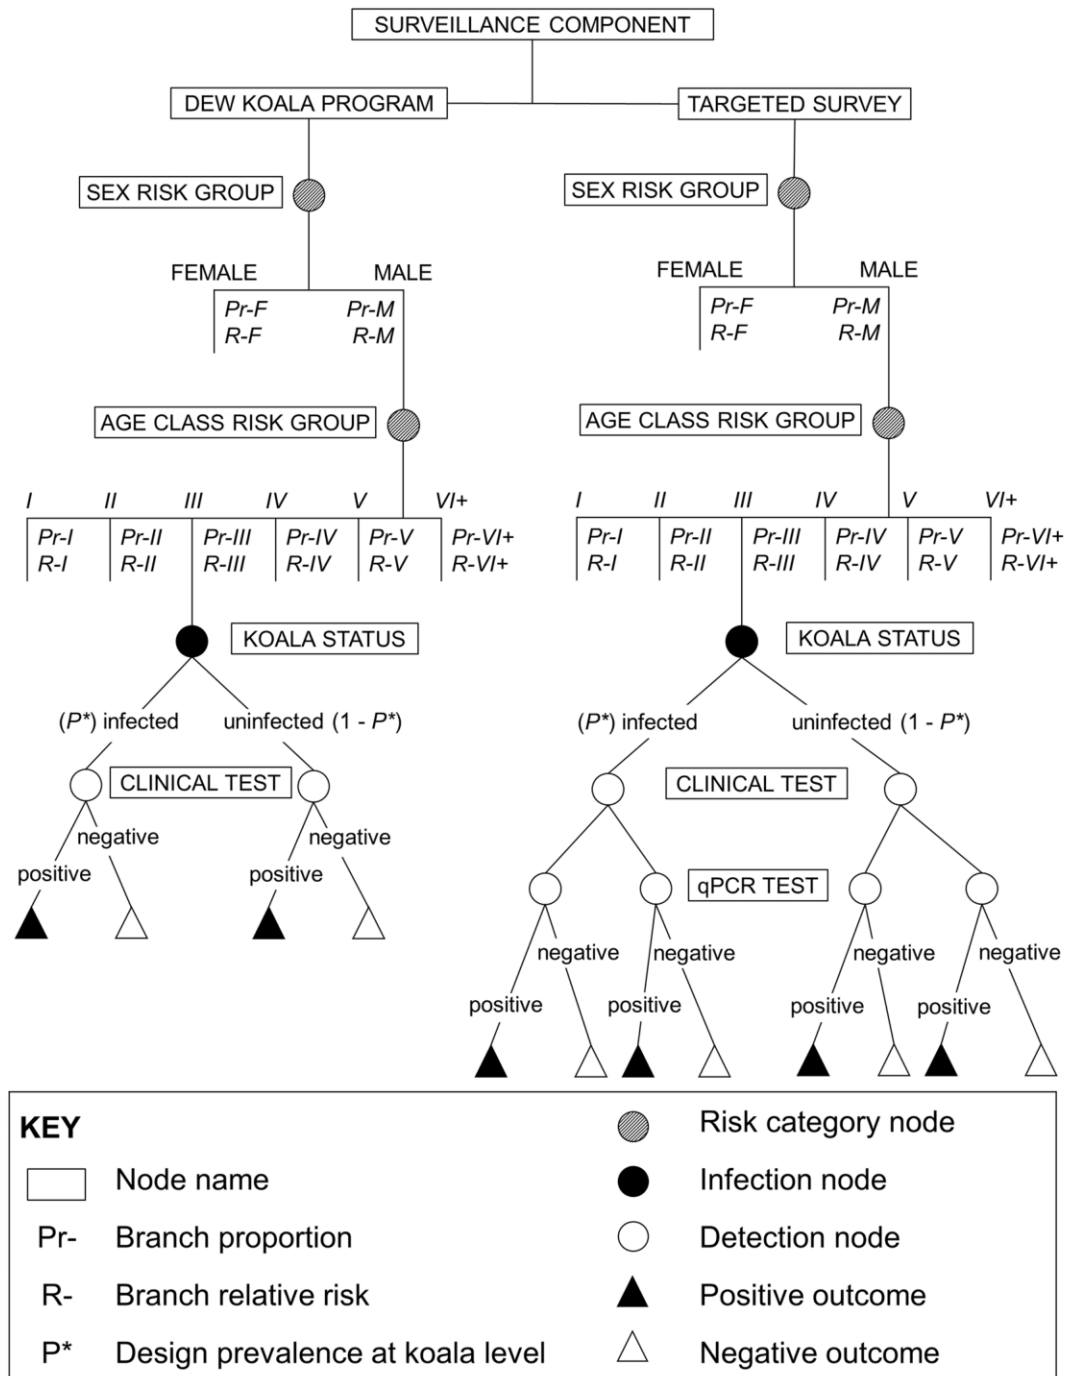 SURVEILLANCE COMPONENT
DEW KOALA PROGRAM
TARGETED SURVEY
SEX RISK GROUP
SEX RISK GROUP
FEMALE MALE
FEMALE MALE
Pr-F Pr-M
R-F R-M
Pr-F Pr-M
R-F R-M
AGE CLASS RISK GROUP
AGE CLASS RISK GROUP
I II III IV V VI+
Pr-I Pr-II Pr-III Pr-IV Pr-V Pr-VI+
R-I R-II R-III R-IV R-V R-VI+
I II III IV V VI+
Pr-I Pr-II Pr-III Pr-IV Pr-V Pr-VI+
R-I R-II R-III R-IV R-V R-VI+
KOALA STATUS
KOALA STATUS
(P*) infected uninfected (1 - P*)
(P*) infected uninfected (1 - P*)
CLINICAL TEST
CLINICAL TEST
negative negative
positive positive
qPCR TEST
negative negative negative negative
positive positive positive positive
KEY
Node name
Pr- Branch proportion
R- Branch relative risk
P* Design prevalence at koala level
Risk category node
Infection node
Detection node
Positive outcome
Negative outcome